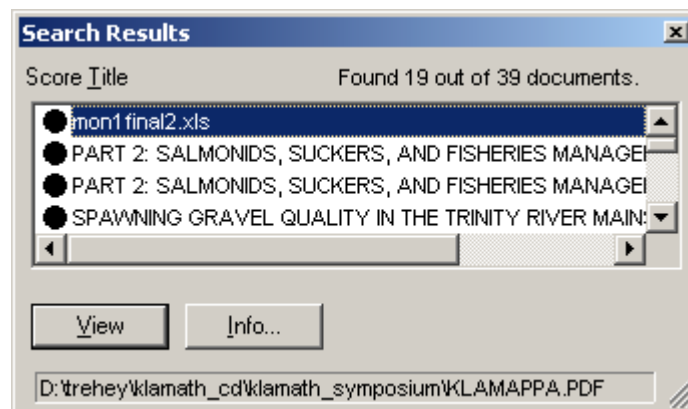 Search Results
Score Title Found 19 out of 39 documents.
mon1final2.xls
PART 2: SALMONIDS, SUCKERS, AND FISHERIES MANAGE
PART 2: SALMONIDS, SUCKERS, AND FISHERIES MANAGE
SPAWNING GRAVEL QUALITY IN THE TRINITY RIVER MAIN
View Info...
D:\trehey\klamath_cd\klamath_symposium\KLAMAPPA.PDF